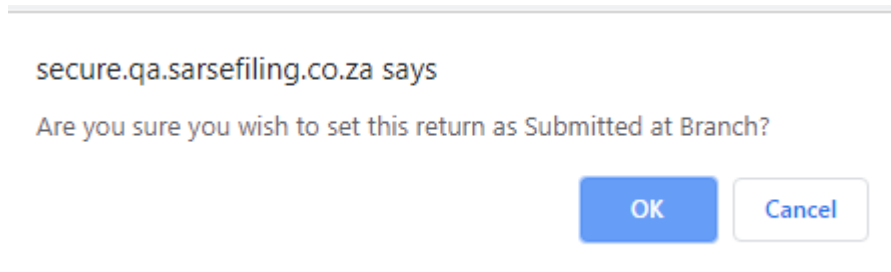 secure.qa.sarsefiling.co.za says
Are you sure you wish to set this return as Submitted at Branch?
OK Cancel